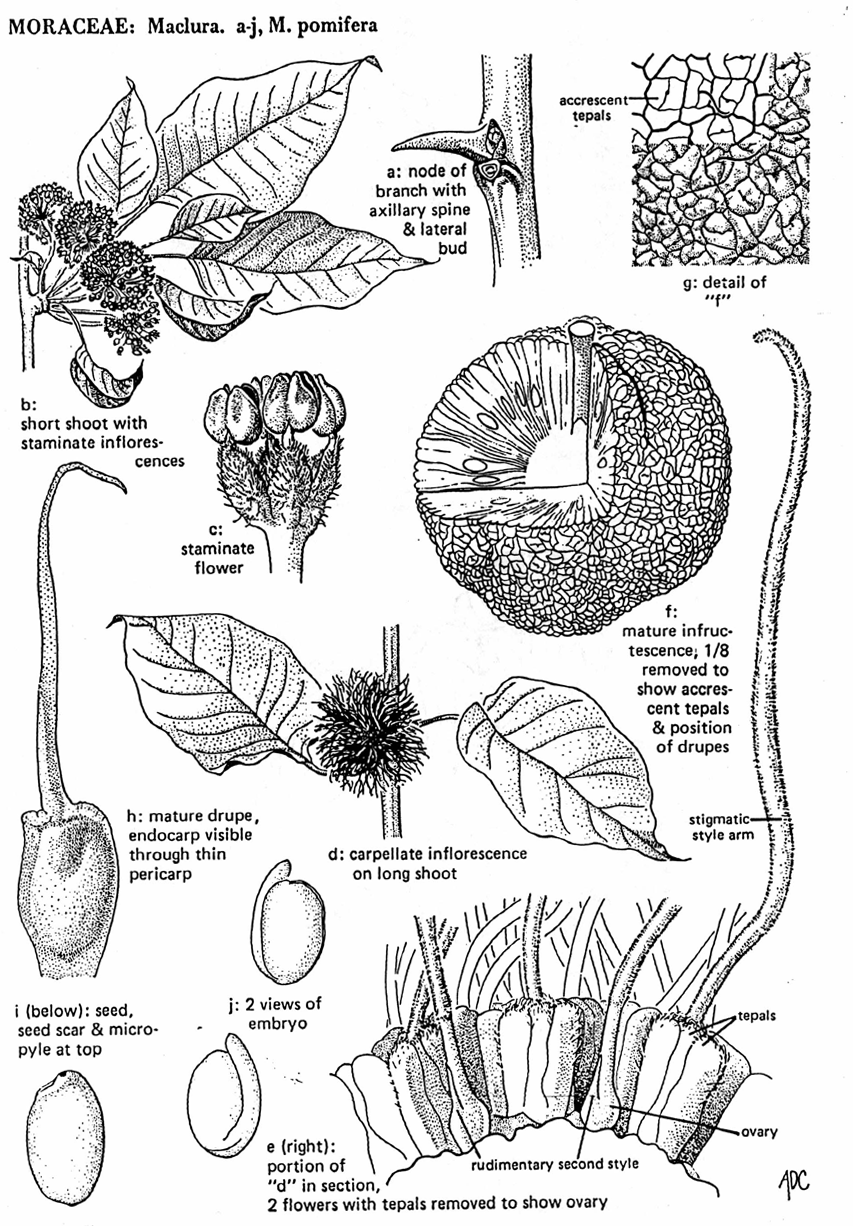 MORACEAE: Maclura. a-j, M. pomifera
accrescent
tepals
a: node of
branch with
axillary spine
& lateral
bud
g: detail of
"f"
b:
short shoot with
staminate inflores-
cences
c:
staminate
flower
f:
mature infruc-
tescence; 1/8
removed to
show accres-
cent tepals
& position
of drupes
h: mature drupe,
endocarp visible
through thin
pericarp
d: carpellate inflorescence
on long shoot
stigmatic
style arm
i (below): seed,
seed scar & micro-
pyle at top
j: 2 views of
embryo
tepals
ovary
rudimentary second style
e (right):
portion of
"d" in section,
2 flowers with tepals removed to show ovary
ADC